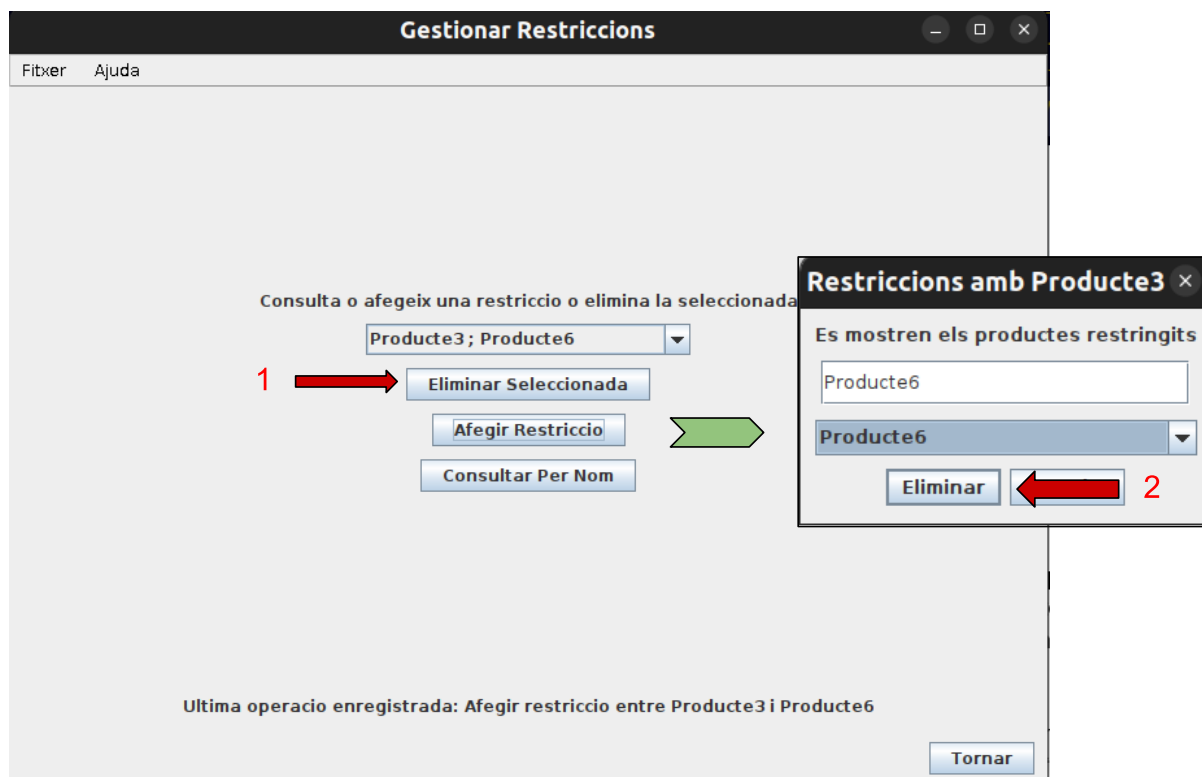 Gestionar Restriccions
Fitxer Ajuda
Consulta o afegeix una restriccio o elimina la seleccionada
Producte3 ; Producte6
1
Eliminar Seleccionada
Afegir Restriccio
Consultar Per Nom
Restriccions amb Producte3
Es mostren els productes restringits
Producte6
Producte6
Eliminar
2
Ultima operacio enregistrada: Afegir restriccio entre Producte3 i Producte6
Tornar